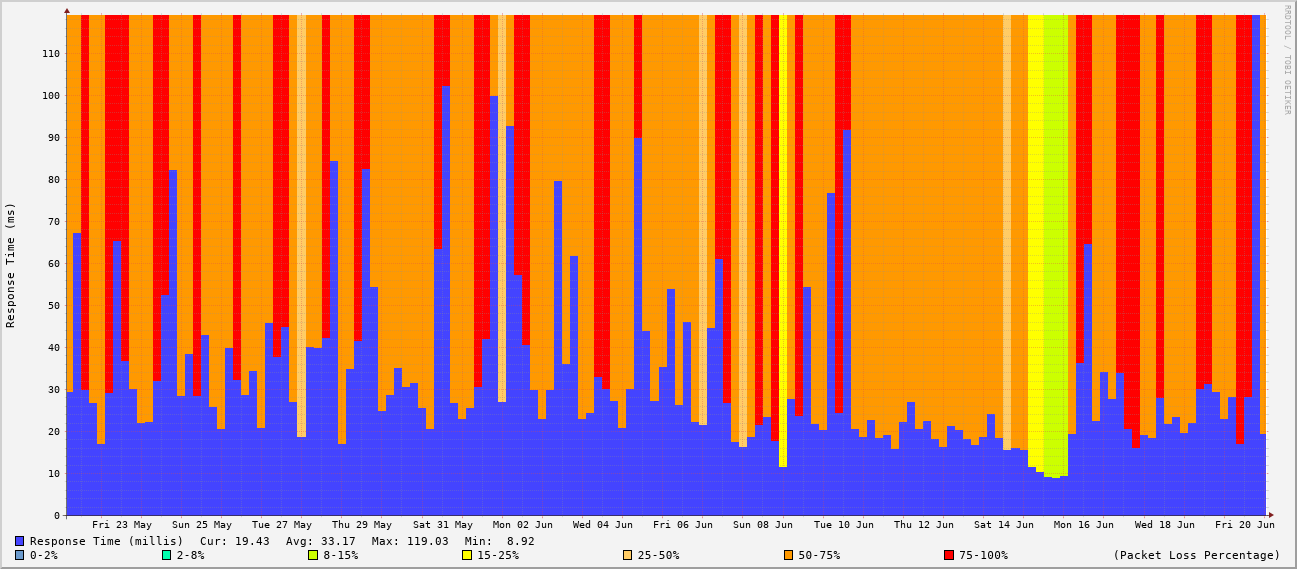 RRDTOOL / TOBI OETIKER
Response Time (ms)
110
100
90
80
70
60
50
40
30
20
10
0
Fri 23 May Sun 25 May Tue 27 May Thu 29 May Sat 31 May Mon 02 Jun Wed 04 Jun Fri 06 Jun Sun 08 Jun Tue 10 Jun Thu 12 Jun Sat 14 Jun Mon 16 Jun Wed 18 Jun Fri 20 Jun
Response Time (millis) Cur: 19.43 Avg: 33.17 Max: 119.03 Min: 8.92
0-2% 2-8% 8-15% 15-25% 25-50% 50-75% 75-100% (Packet Loss Percentage)